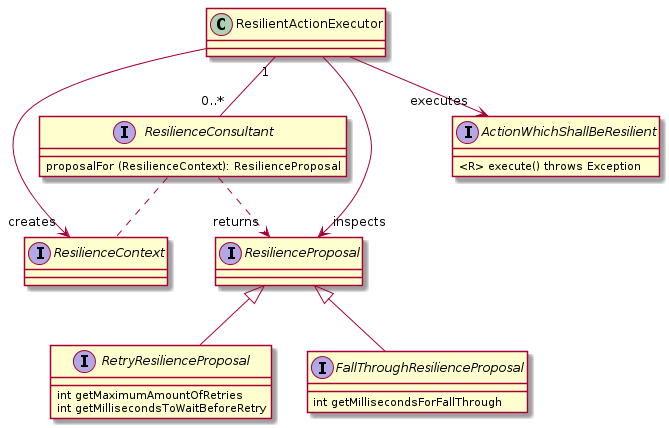 C ResilientActionExecutor
1
0..*
executes
I ResilienceConsultant
proposalFor (ResilienceContext): ResilienceProposal
I ActionWhichShallBeResilient
<R> execute() throws Exception
creates
returns
inspects
I ResilienceContext
I ResilienceProposal
I RetryResilienceProposal
int getMaximumAmountOfRetries
int getMillisecondsToWaitBeforeRetry
I FallThroughResilienceProposal
int getMillisecondsForFallThrough